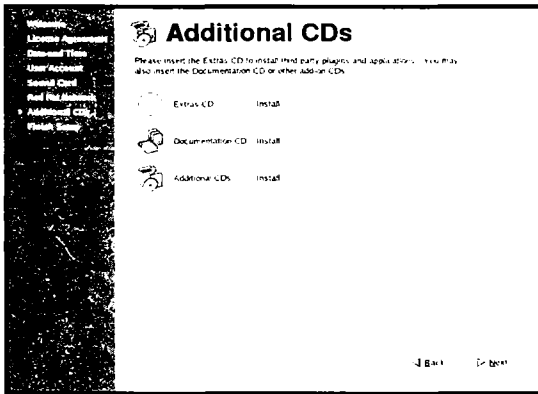 Welcome
License Agreement
Date and Time
User Account
Sound Card
Additional CDs
Finish Setup
Additional CDs
Please insert the Extras CD to install third party plugins and applications. You may
also insert the Documentation CD or other add-on CDs.
Extras CD Install
Documentation CD Install
Additional CDs Install
Back Next